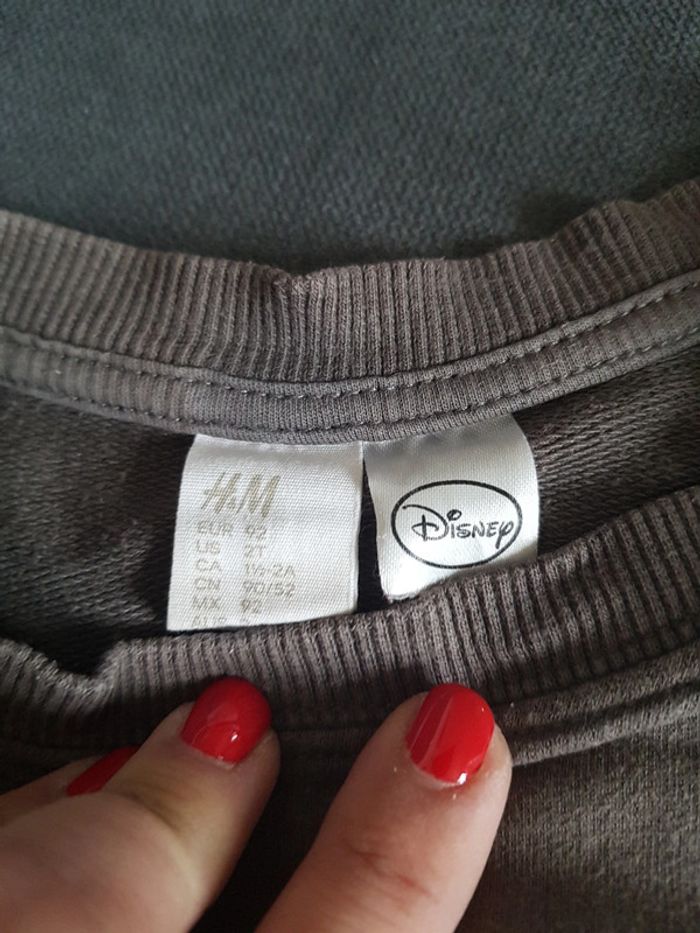 H&M
EUR 92
US 2T
CA 1½-2A
CN 90/52
MX 92
Disney